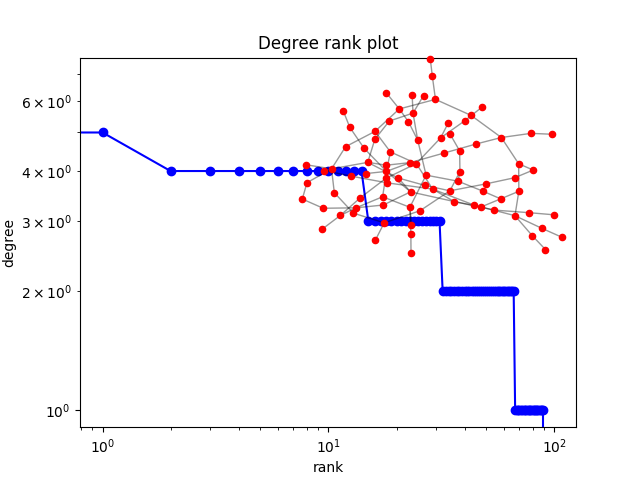 Degree rank plot
degree
6 × 10⁰
4 × 10⁰
3 × 10⁰
2 × 10⁰
10⁰
10⁰ 10¹ 10²
rank